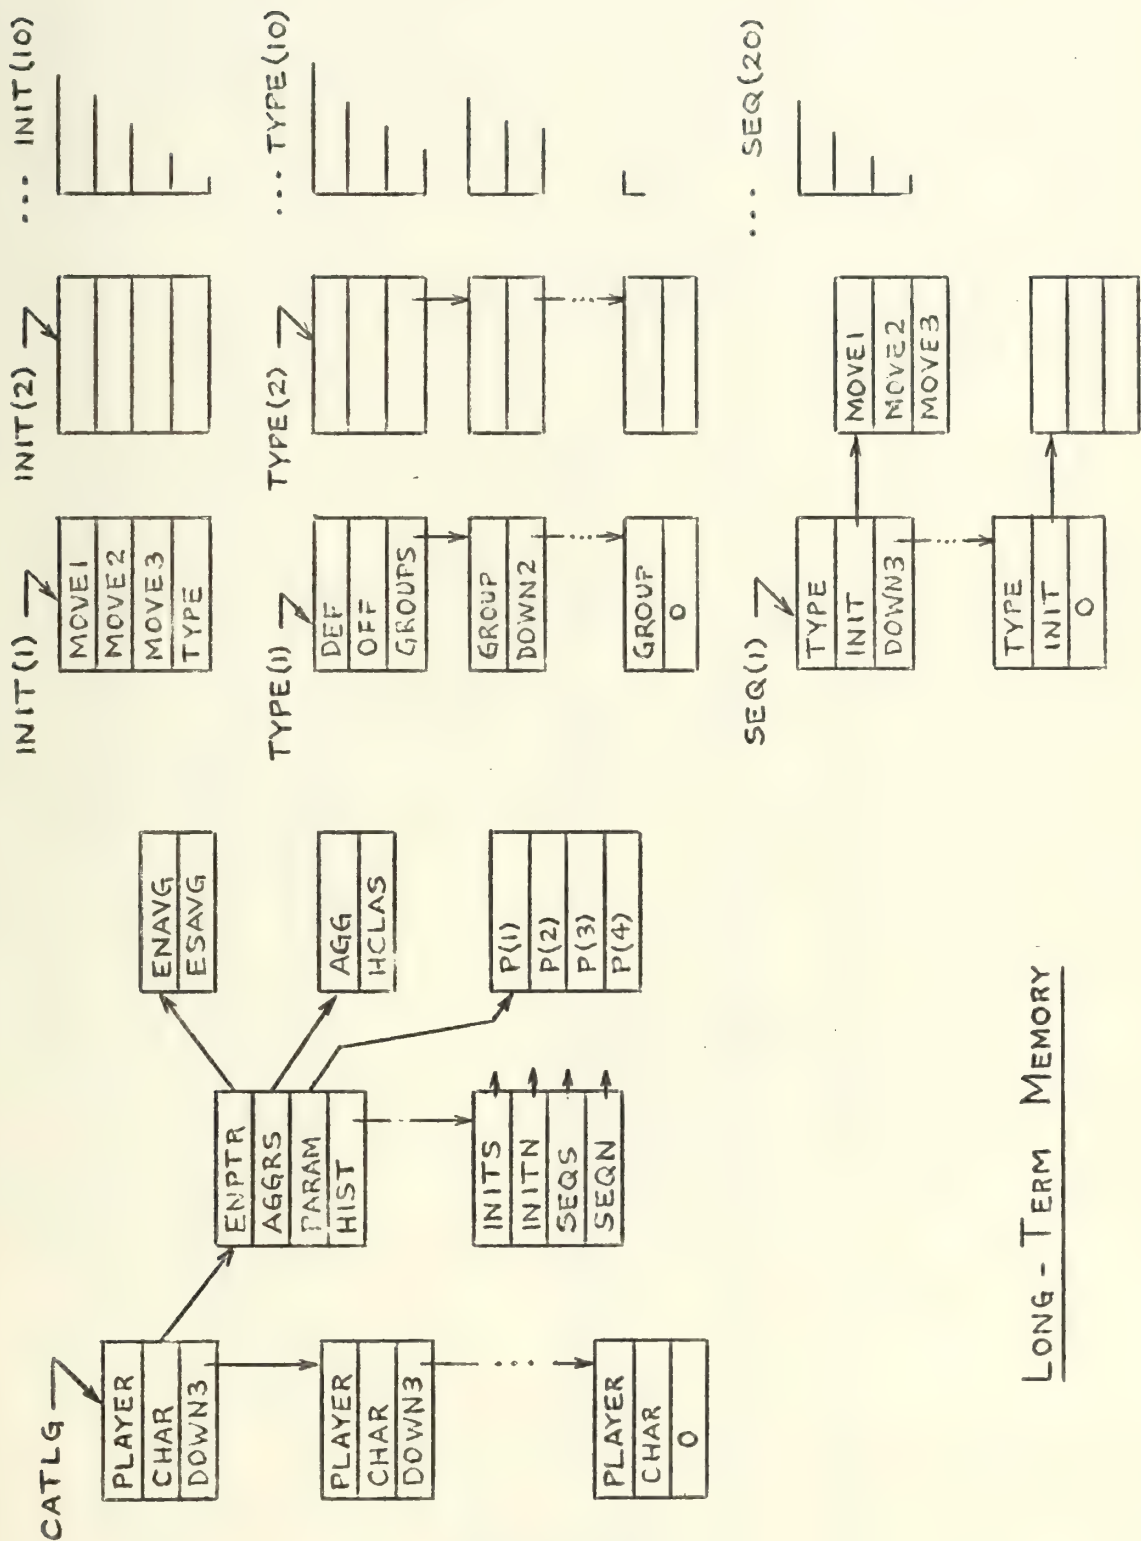 CATLG
PLAYER
CHAR
DOWN3
PLAYER
CHAR
DOWN3
...
PLAYER
CHAR
0
ENPTR
AGGRS
PARAM
HIST
INITS
INITN
SEQS
SEQN
ENAVG
ESAVG
AGG
HCLAS
P(1)
P(2)
P(3)
P(4)
INIT(1)
MOVE1
MOVE2
MOVE3
TYPE
INIT(2)
... INIT(10)
TYPE(1)
DEF
OFF
GROUPS
GROUP
DOWN2
...
GROUP
0
TYPE(2)
...
... TYPE(10)
SEQ(1)
TYPE
INIT
DOWN3
...
TYPE
INIT
0
MOVE1
MOVE2
MOVE3
... SEQ(20)
LONG-TERM MEMORY